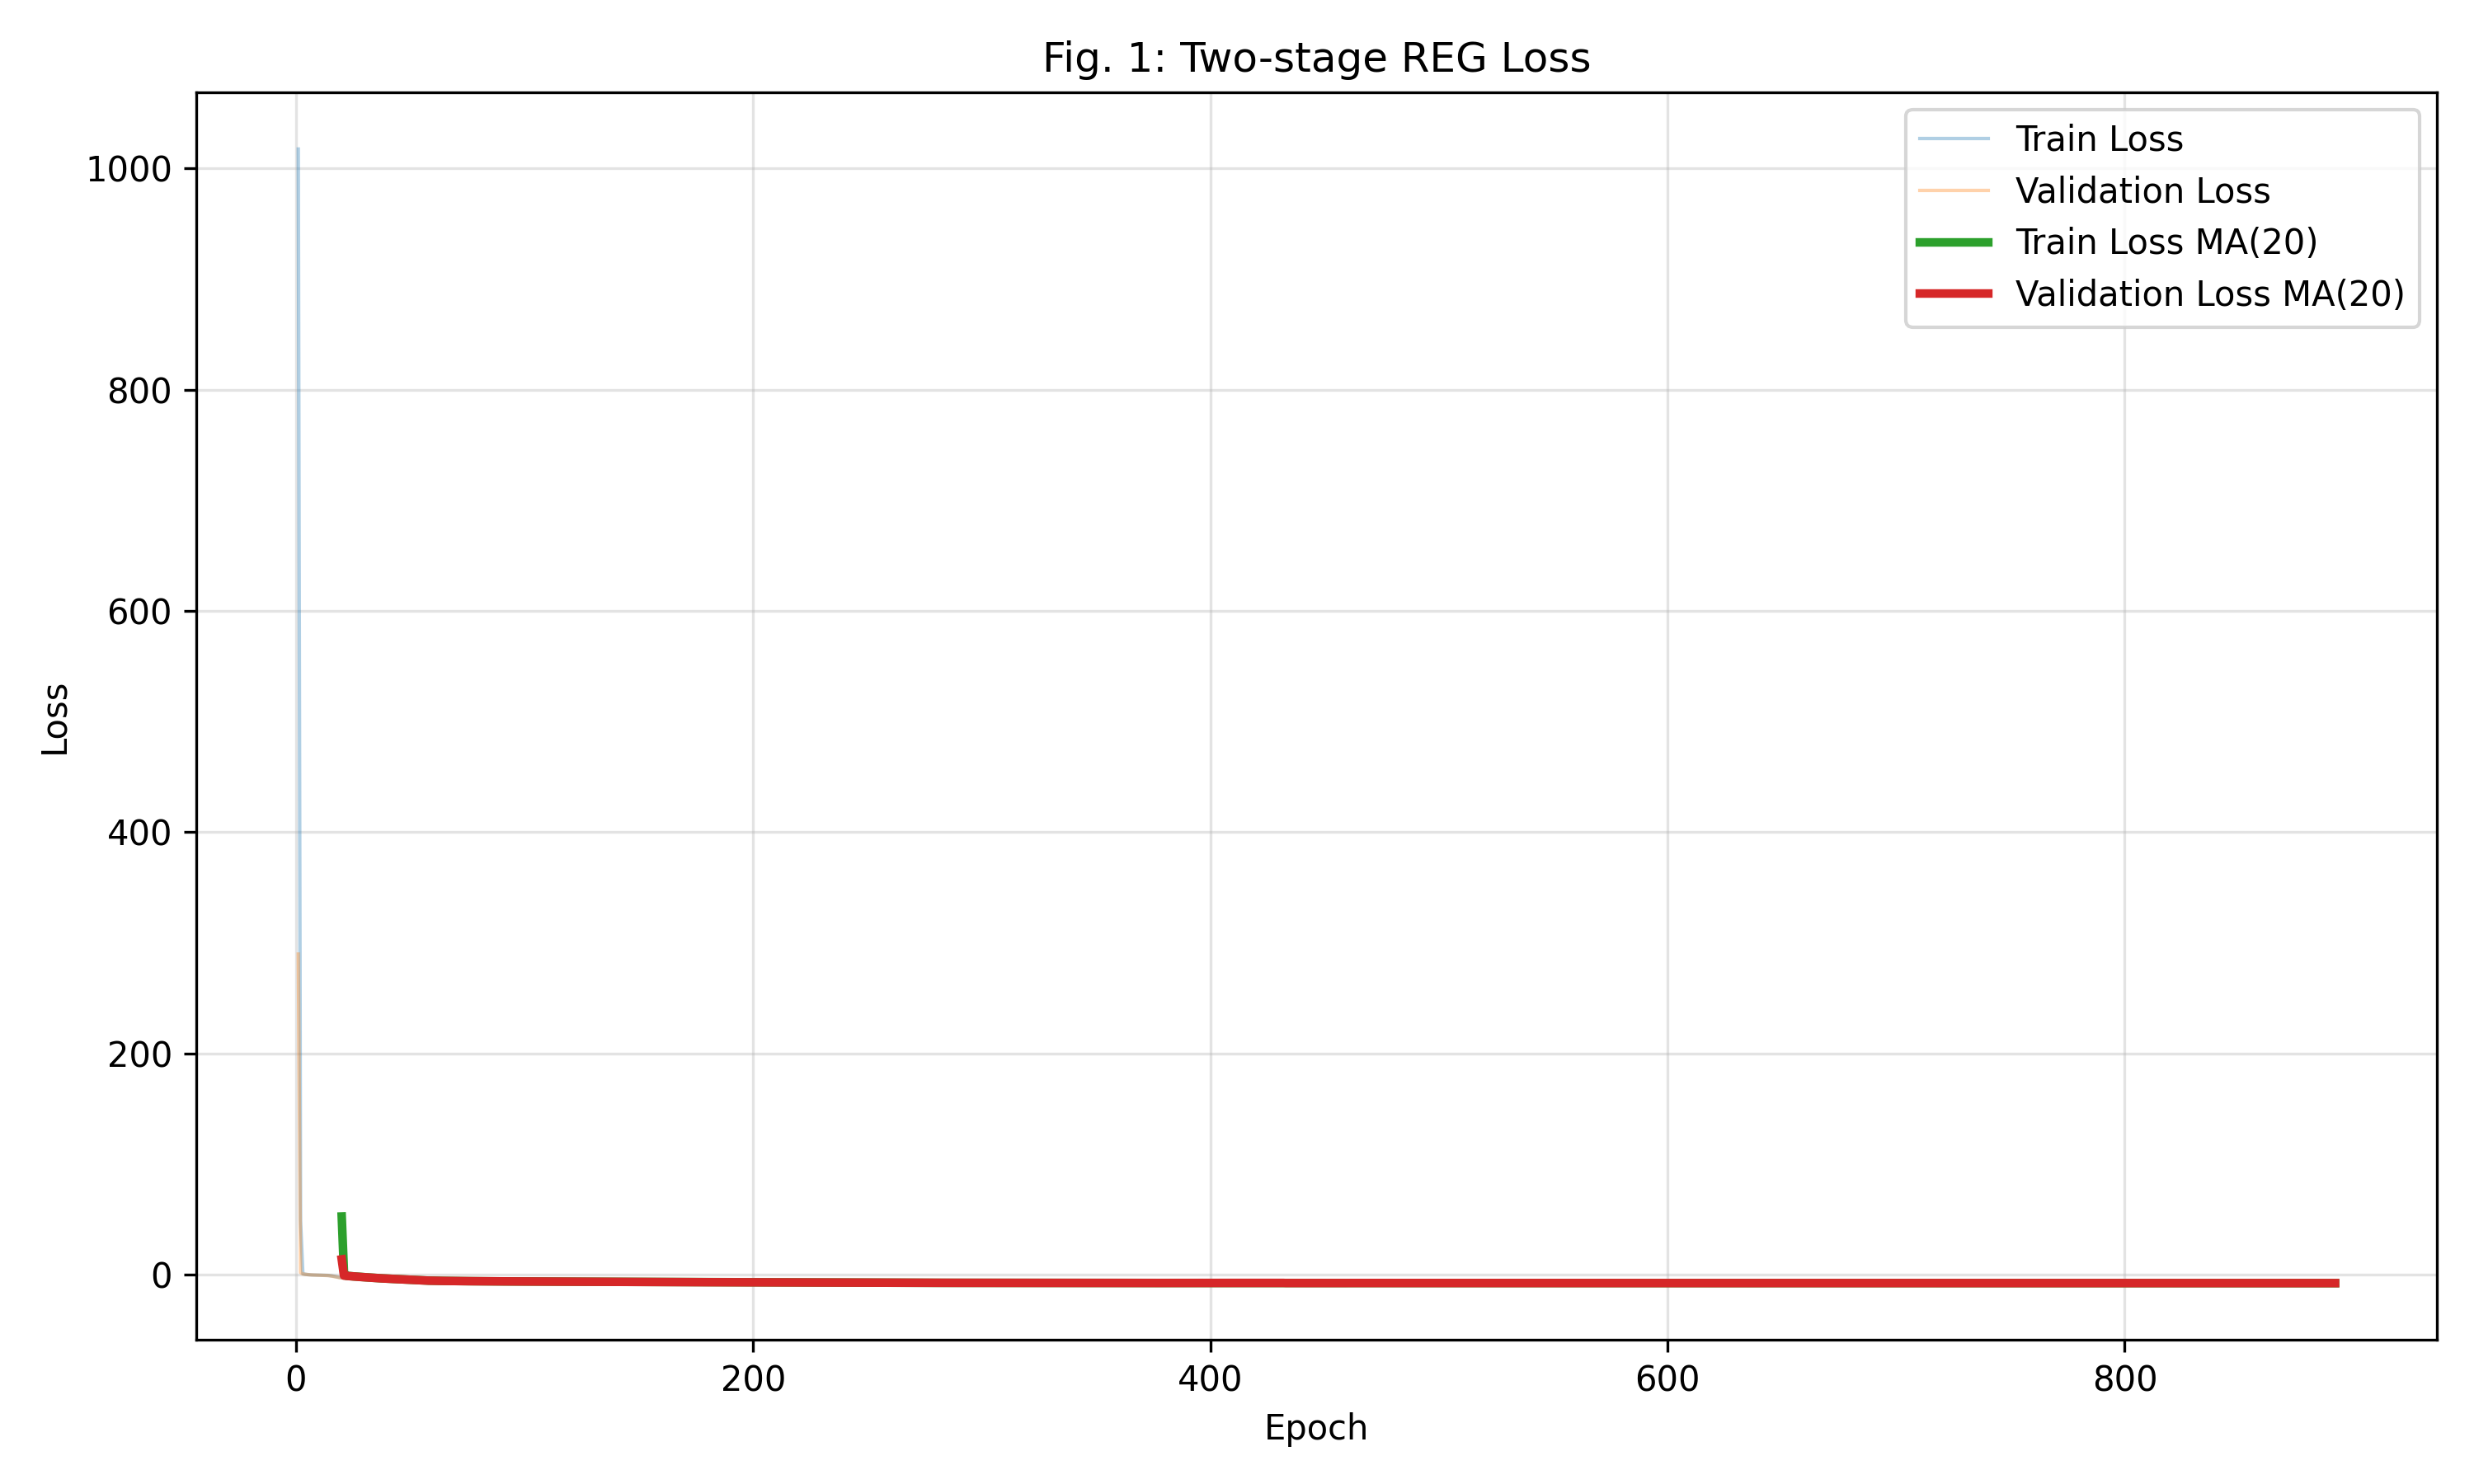 Fig. 1: Two-stage REG Loss
Train Loss
Validation Loss
Train Loss MA(20)
Validation Loss MA(20)
1000
800
600
400
200
0
Loss
0 200 400 600 800
Epoch